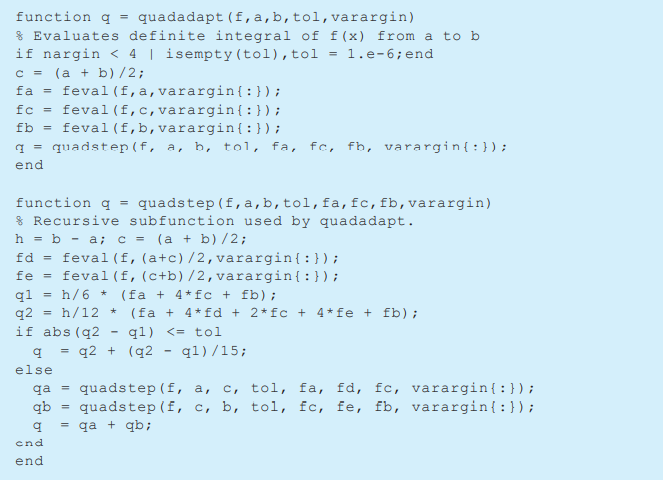 function q = quadadapt(f,a,b,tol,varargin)
% Evaluates definite integral of f(x) from a to b
if nargin < 4 | isempty(tol),tol = 1.e-6;end
c = (a + b)/2;
fa = feval(f,a,varargin{:});
fc = feval(f,c,varargin{:});
fb = feval(f,b,varargin{:});
q = quadstep(f, a, b, tol, fa, fc, fb, varargin{:});
end
function q = quadstep(f,a,b,tol,fa,fc,fb,varargin)
% Recursive subfunction used by quadadapt.
h = b - a; c = (a + b)/2;
fd = feval(f,(a+c)/2,varargin{:});
fe = feval(f,(c+b)/2,varargin{:});
q1 = h/6 * (fa + 4*fc + fb);
q2 = h/12 * (fa + 4*fd + 2*fc + 4*fe + fb);
if abs(q2 - q1) <= tol
q = q2 + (q2 - q1)/15;
else
qa = quadstep(f, a, c, tol, fa, fd, fc, varargin{:});
qb = quadstep(f, c, b, tol, fc, fe, fb, varargin{:});
q = qa + qb;
end
end